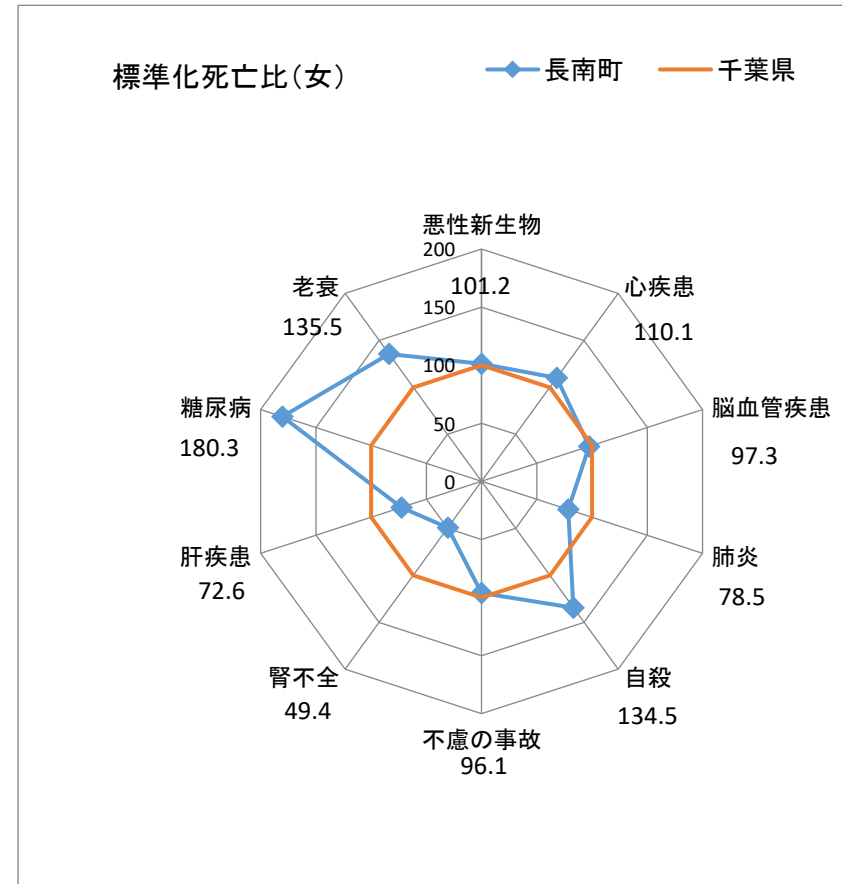 標準化死亡比（女） 長南町 千葉県
悪性新生物
101.2
心疾患
110.1
脳血管疾患
97.3
肺炎
78.5
自殺
134.5
不慮の事故
96.1
腎不全
49.4
肝疾患
72.6
糖尿病
180.3
老衰
135.5
200
150
100
50
0